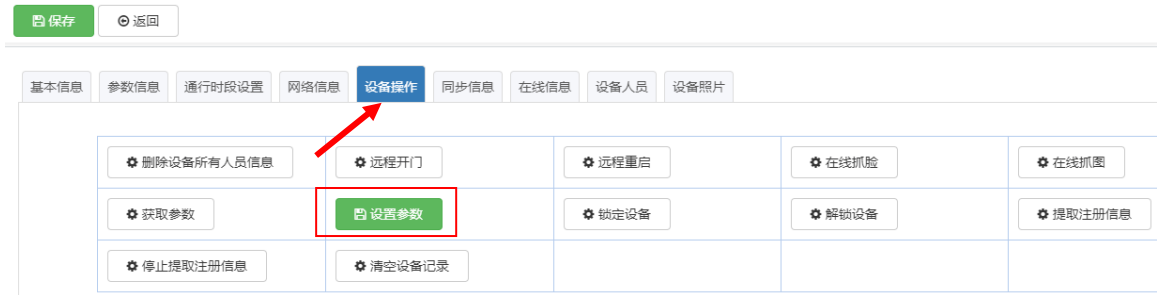 保存 返回
基本信息 参数信息 通行时段设置 网络信息 设备操作 同步信息 在线信息 设备人员 设备照片
删除设备所有人员信息 远程开门 远程重启 在线抓脸 在线抓图
获取参数 设置参数 锁定设备 解锁设备 提取注册信息
停止提取注册信息 清空设备记录